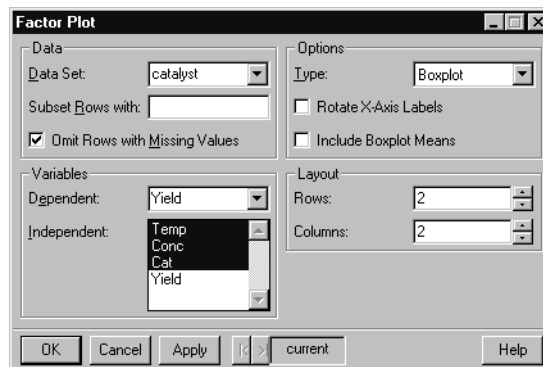 Factor Plot
Data
Data Set: catalyst
Subset Rows with:
Omit Rows with Missing Values
Options
Type: Boxplot
Rotate X-Axis Labels
Include Boxplot Means
Variables
Dependent: Yield
Independent: Temp
Conc
Cat
Yield
Layout
Rows: 2
Columns: 2
OK Cancel Apply current Help